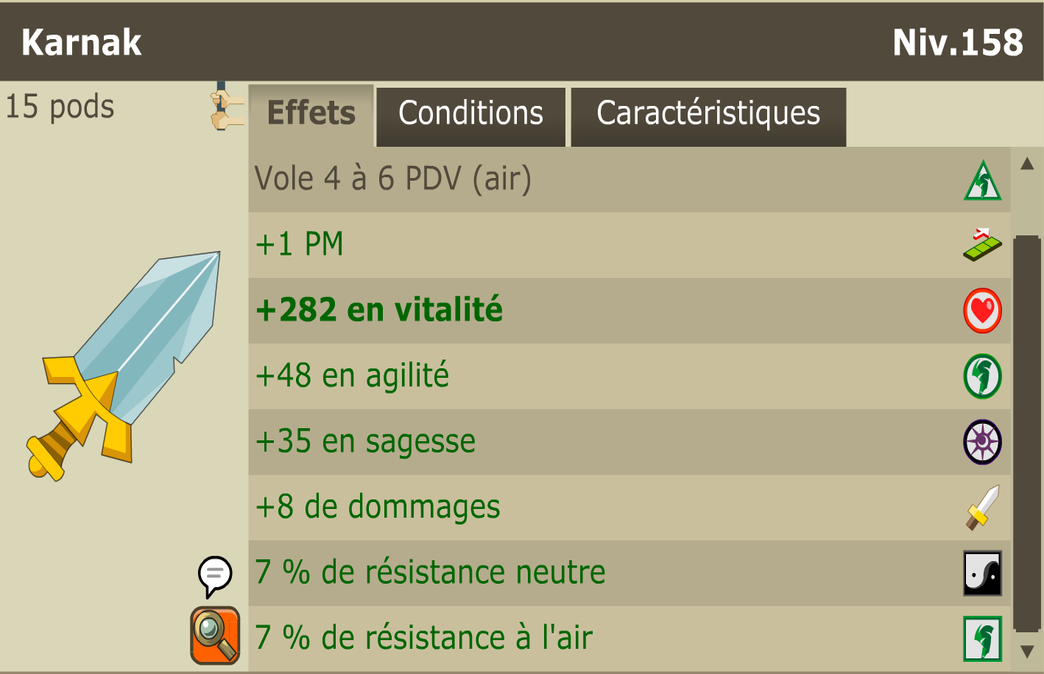 Karnak
Niv.158
15 pods
Effets
Conditions
Caractéristiques
Vole 4 à 6 PDV (air)
+1 PM
+282 en vitalité
+48 en agilité
+35 en sagesse
+8 de dommages
7 % de résistance neutre
7 % de résistance à l'air